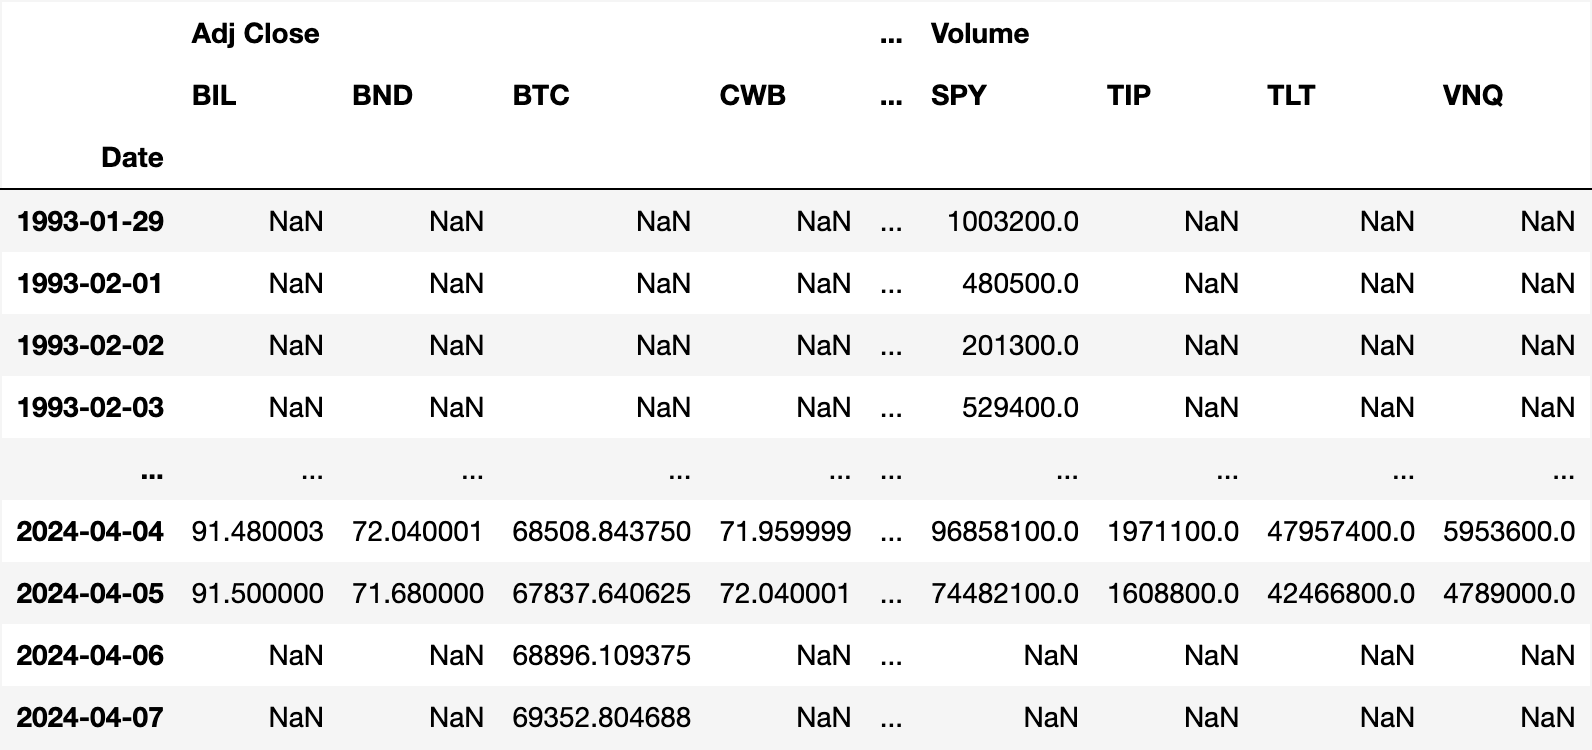 Adj Close ... Volume
BIL BND BTC CWB ... SPY TIP TLT VNQ
Date
1993-01-29 NaN NaN NaN NaN ... 1003200.0 NaN NaN NaN
1993-02-01 NaN NaN NaN NaN ... 480500.0 NaN NaN NaN
1993-02-02 NaN NaN NaN NaN ... 201300.0 NaN NaN NaN
1993-02-03 NaN NaN NaN NaN ... 529400.0 NaN NaN NaN
... ... ... ... ... ... ... ... ... ...
2024-04-04 91.480003 72.040001 68508.843750 71.959999 ... 96858100.0 1971100.0 47957400.0 5953600.0
2024-04-05 91.500000 71.680000 67837.640625 72.040001 ... 74482100.0 1608800.0 42466800.0 4789000.0
2024-04-06 NaN NaN 68896.109375 NaN ... NaN NaN NaN NaN
2024-04-07 NaN NaN 69352.804688 NaN ... NaN NaN NaN NaN